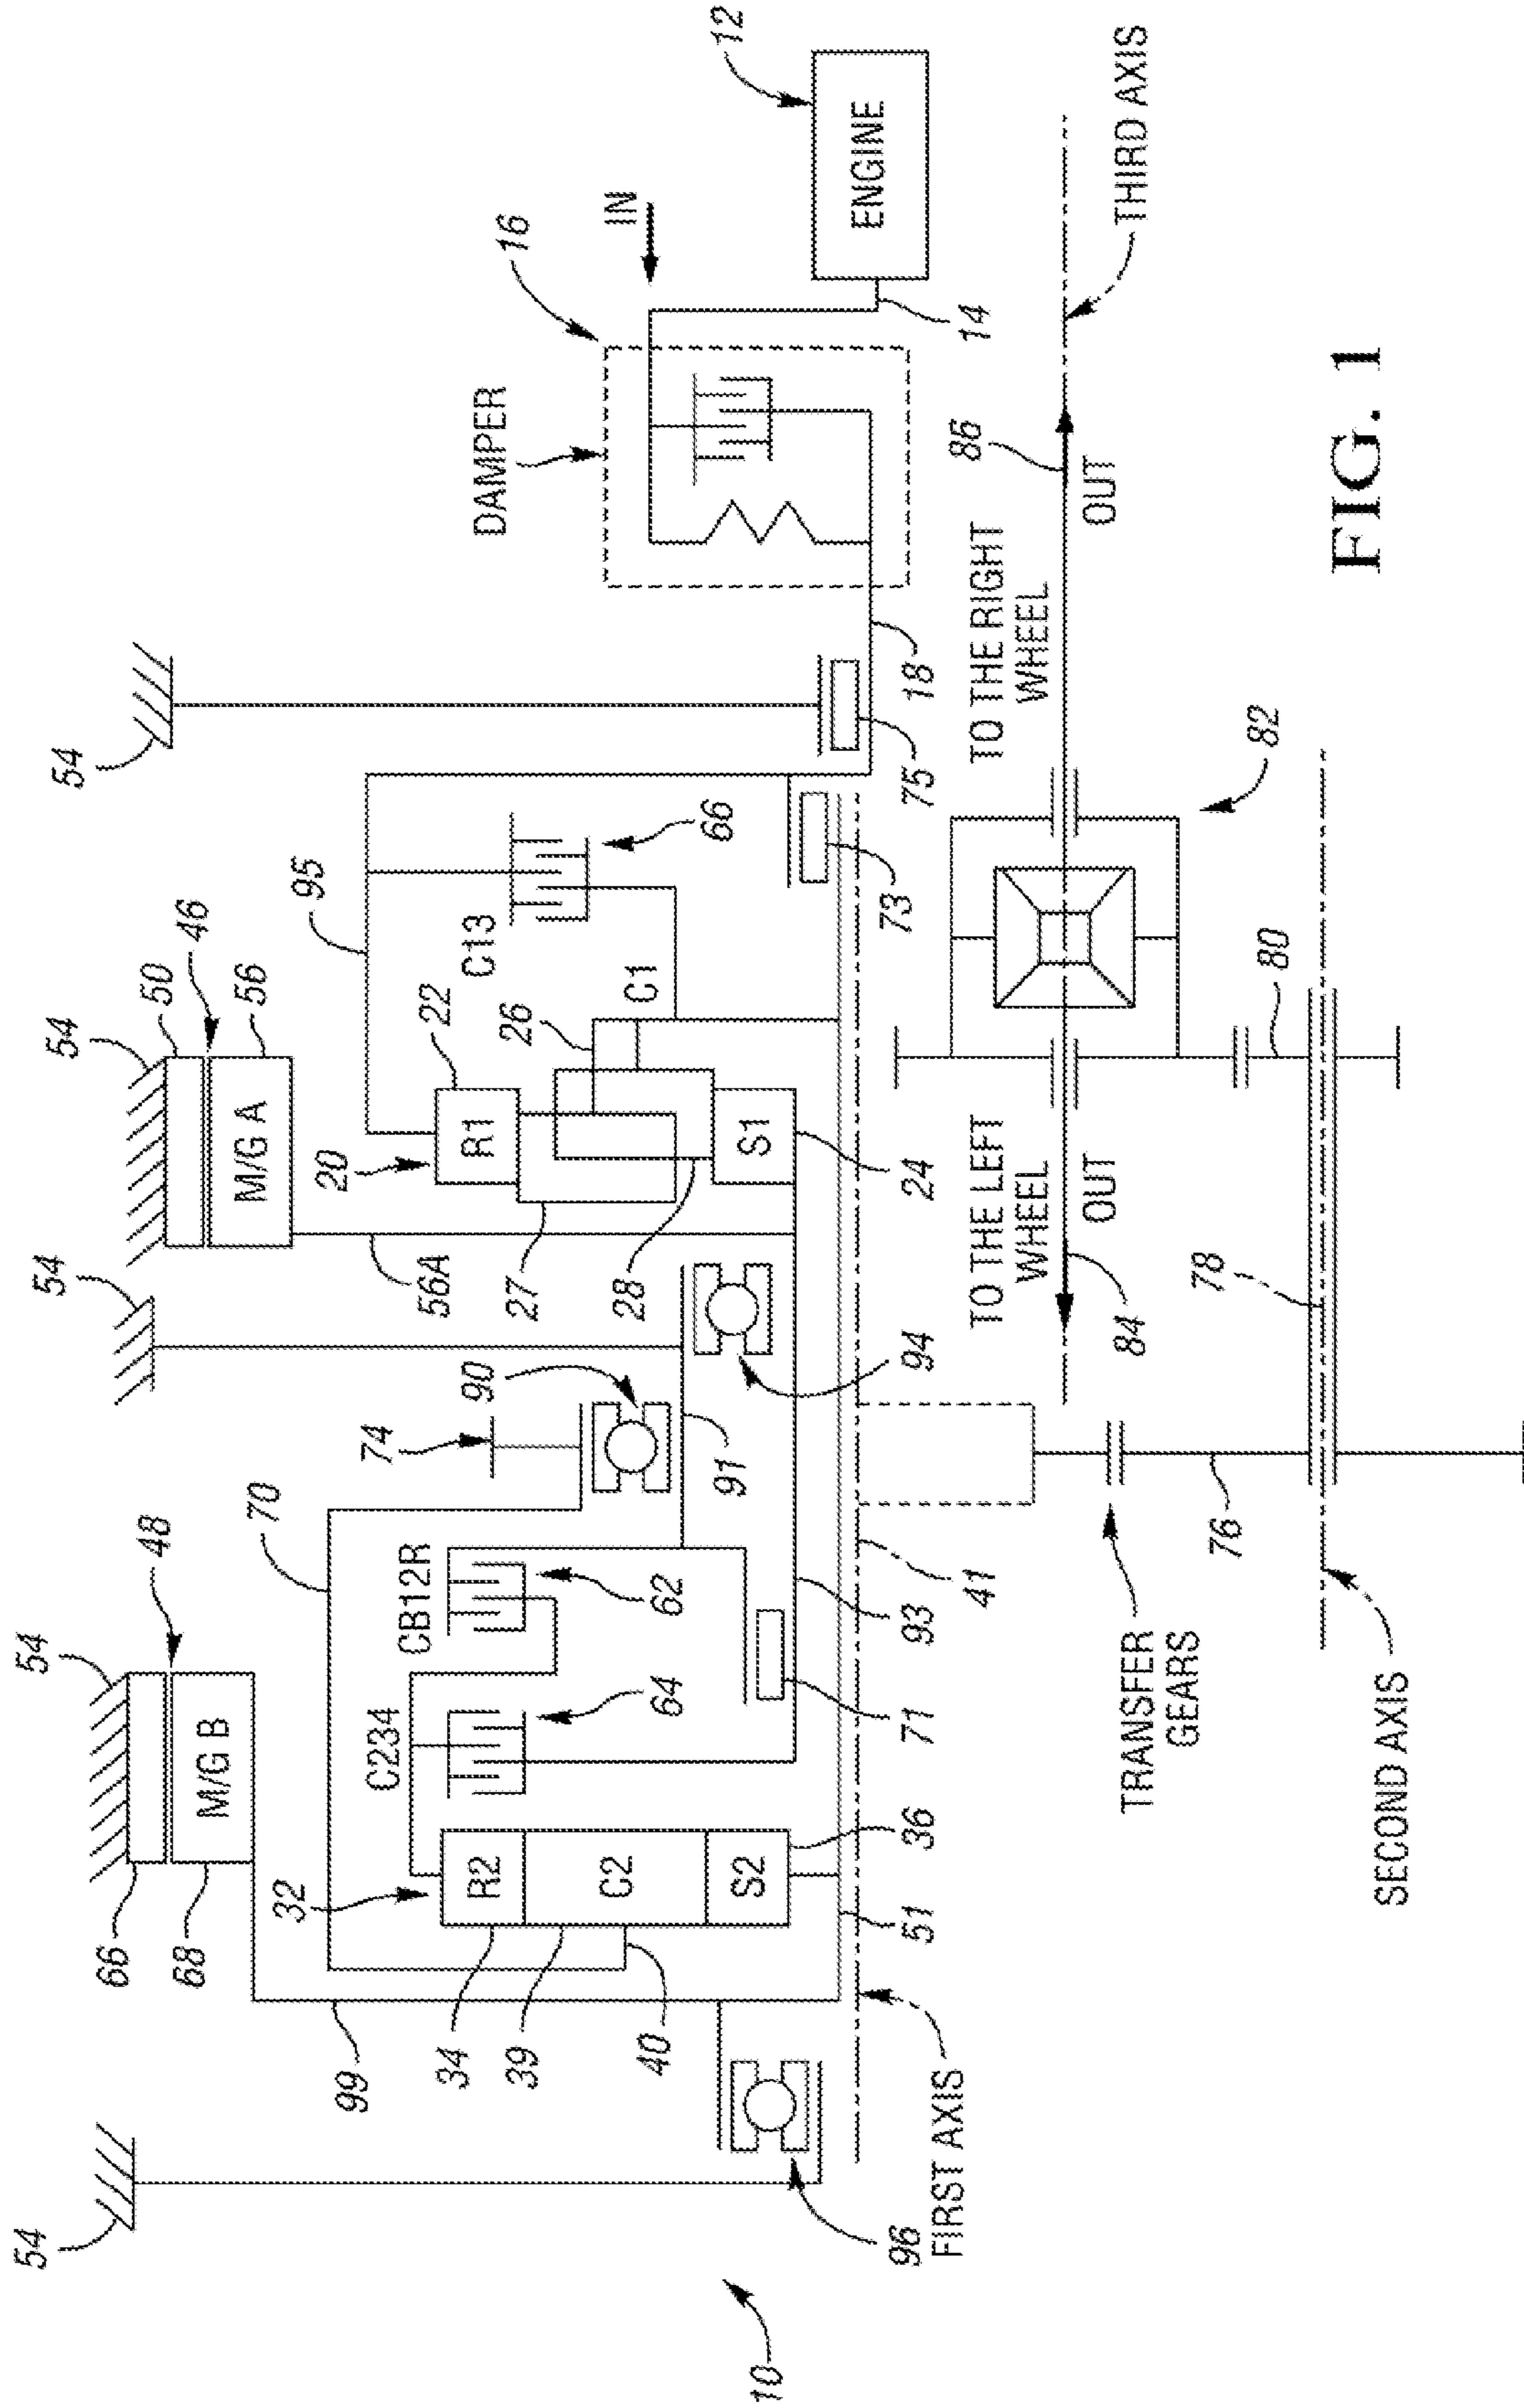 54
54
48
66
M/G B
68
99
70
54
54
50
46
M/G A
56
56A
95
54
DAMPER
16
IN
12
ENGINE
14
32
R2
C2
S2
34
39
40
36
51
C234
64
CB12R
62
71
74
90
91
93
94
41
20
R1
22
26
C1
27
28
S1
24
C13
66
73
75
18
96
FIRST AXIS
10
TO THE LEFT
WHEEL
OUT
84
TO THE RIGHT
WHEEL
OUT
86
THIRD AXIS
82
80
78
76
TRANSFER
GEARS
SECOND AXIS
FIG. 1